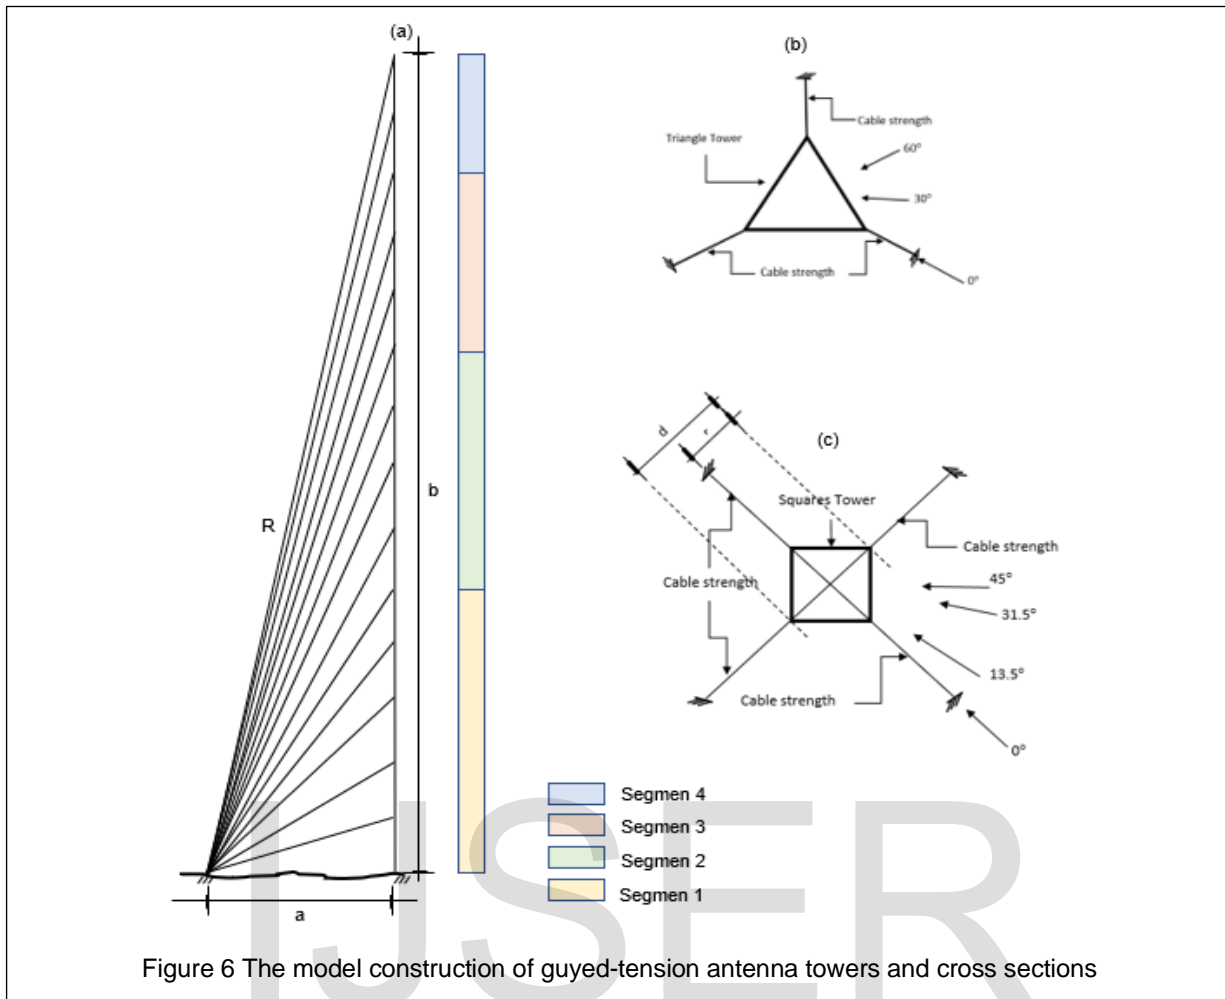 (a)
R
b
a
(b)
Cable strength
Triangle Tower
60°
30°
Cable strength
0°
(c)
d
r
Squares Tower
Cable strength
45°
31.5°
Cable strength
13.5°
Cable strength
0°
Segmen 4
Segmen 3
Segmen 2
Segmen 1
IJSER
Figure 6 The model construction of guyed-tension antenna towers and cross sections